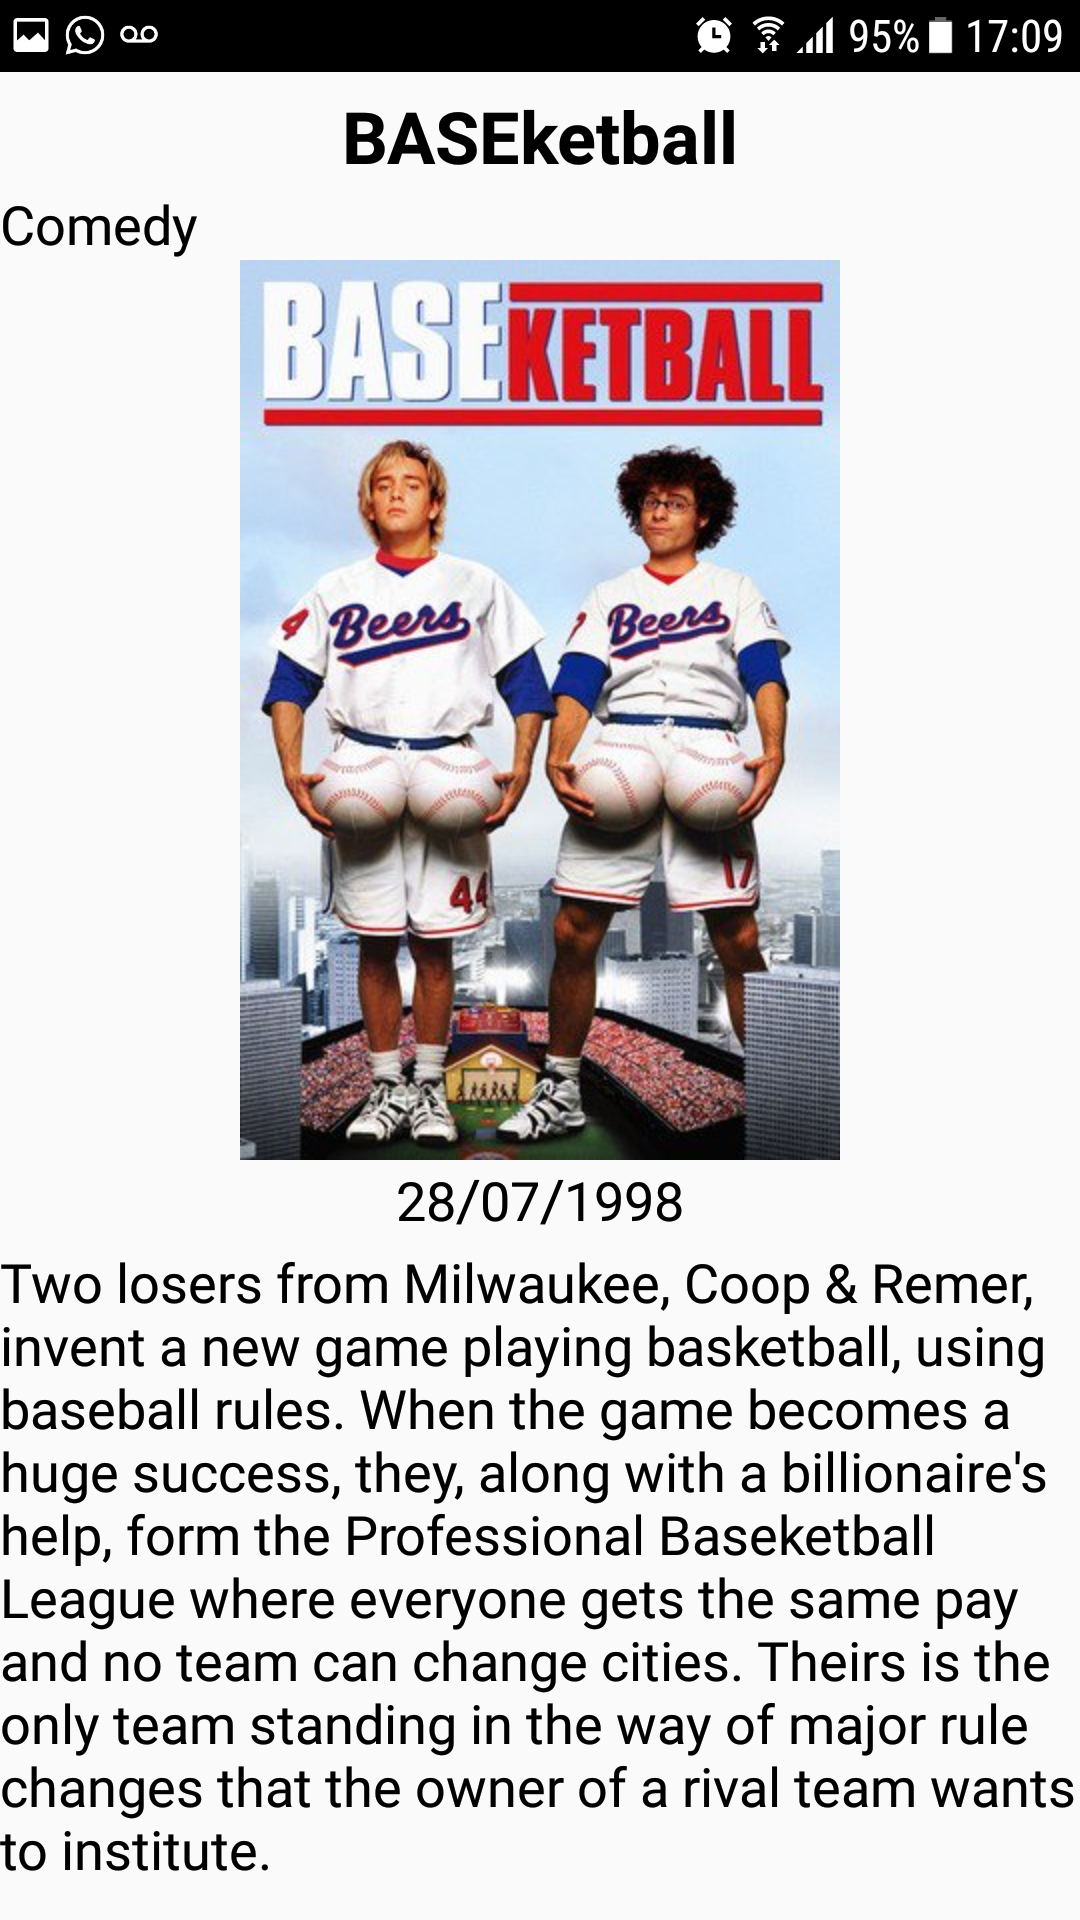 95% 17:09
BASEketball
Comedy
BASEKETBALL
4 Beers
7 Beers
44
17
28/07/1998
Two losers from Milwaukee, Coop & Remer,
invent a new game playing basketball, using
baseball rules. When the game becomes a
huge success, they, along with a billionaire's
help, form the Professional Baseketball
League where everyone gets the same pay
and no team can change cities. Theirs is the
only team standing in the way of major rule
changes that the owner of a rival team wants
to institute.